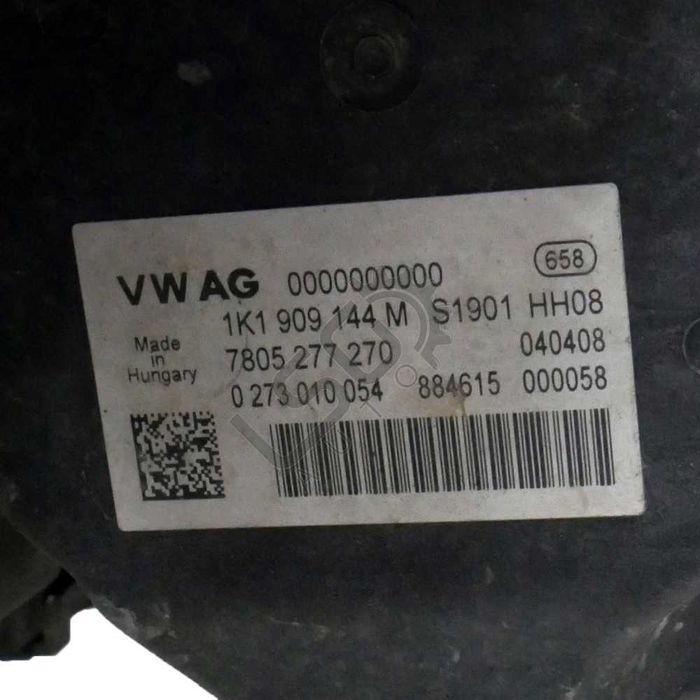 VW AG 0000000000 658
1K1 909 144 M S1901 HH08
Made in Hungary
7805 277 270 040408
0 273 010 054 884615 000058